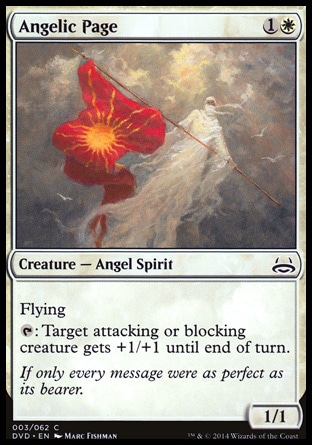 Angelic Page 1
Creature — Angel Spirit
Flying
: Target attacking or blocking
creature gets +1/+1 until end of turn.
If only every message were as perfect as
its bearer.
1/1
003/062 C
DVD • EN Marc Fishman
™ & © 2014 Wizards of the Coast